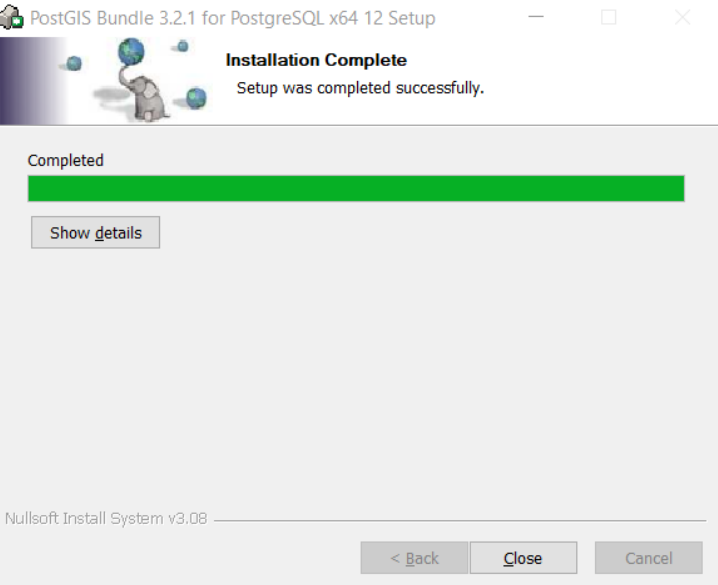 PostGIS Bundle 3.2.1 for PostgreSQL x64 12 Setup
Installation Complete
Setup was completed successfully.
Completed
Show details
Nullsoft Install System v3.08
< Back
Close
Cancel